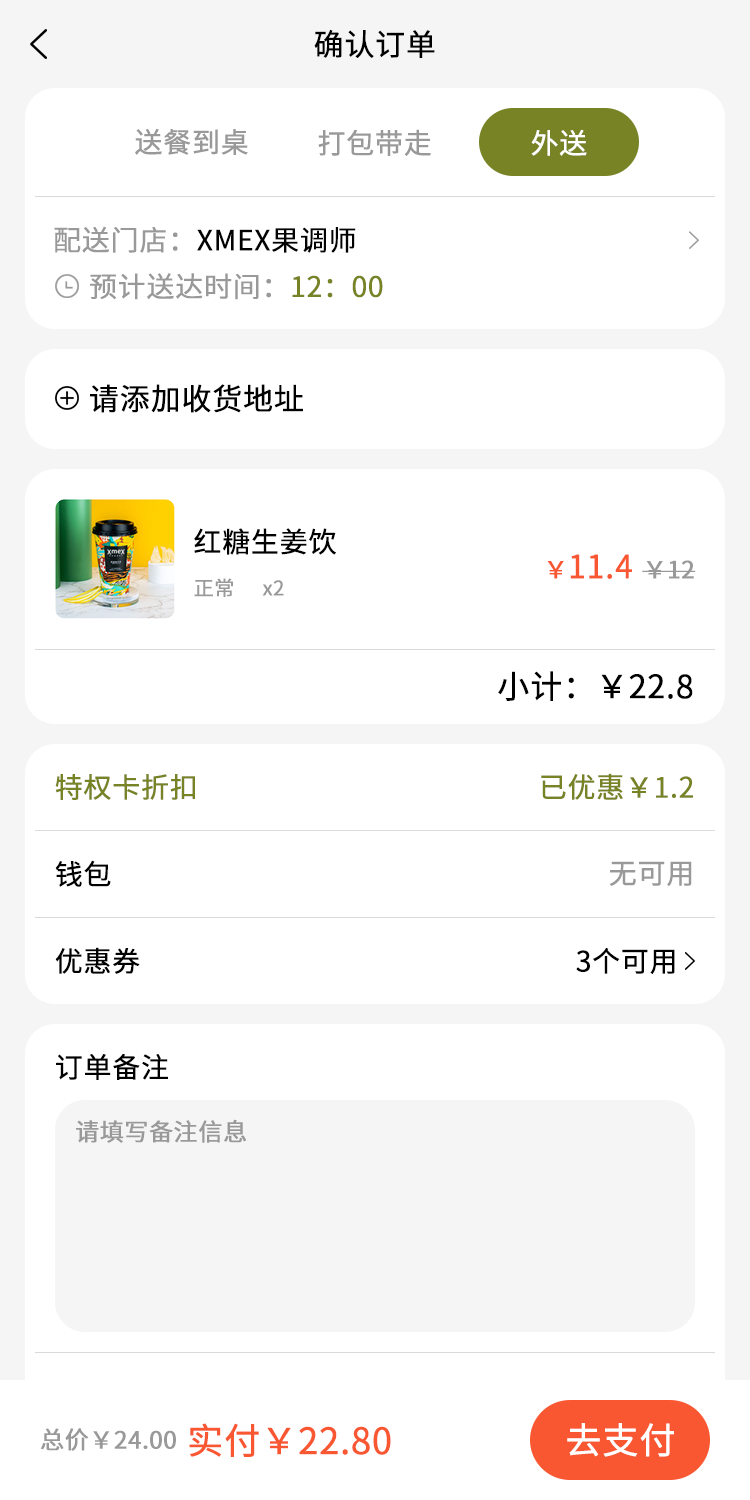 确认订单
送餐到桌 打包带走 外送
配送门店：XMEX果调师
预计送达时间：12：00
请添加收货地址
xmex
红糖生姜饮
正常 x2
￥11.4 ￥12
小计：￥22.8
特权卡折扣 已优惠￥1.2
钱包 无可用
优惠券 3个可用
订单备注
请填写备注信息
总价￥24.00 实付￥22.80 去支付